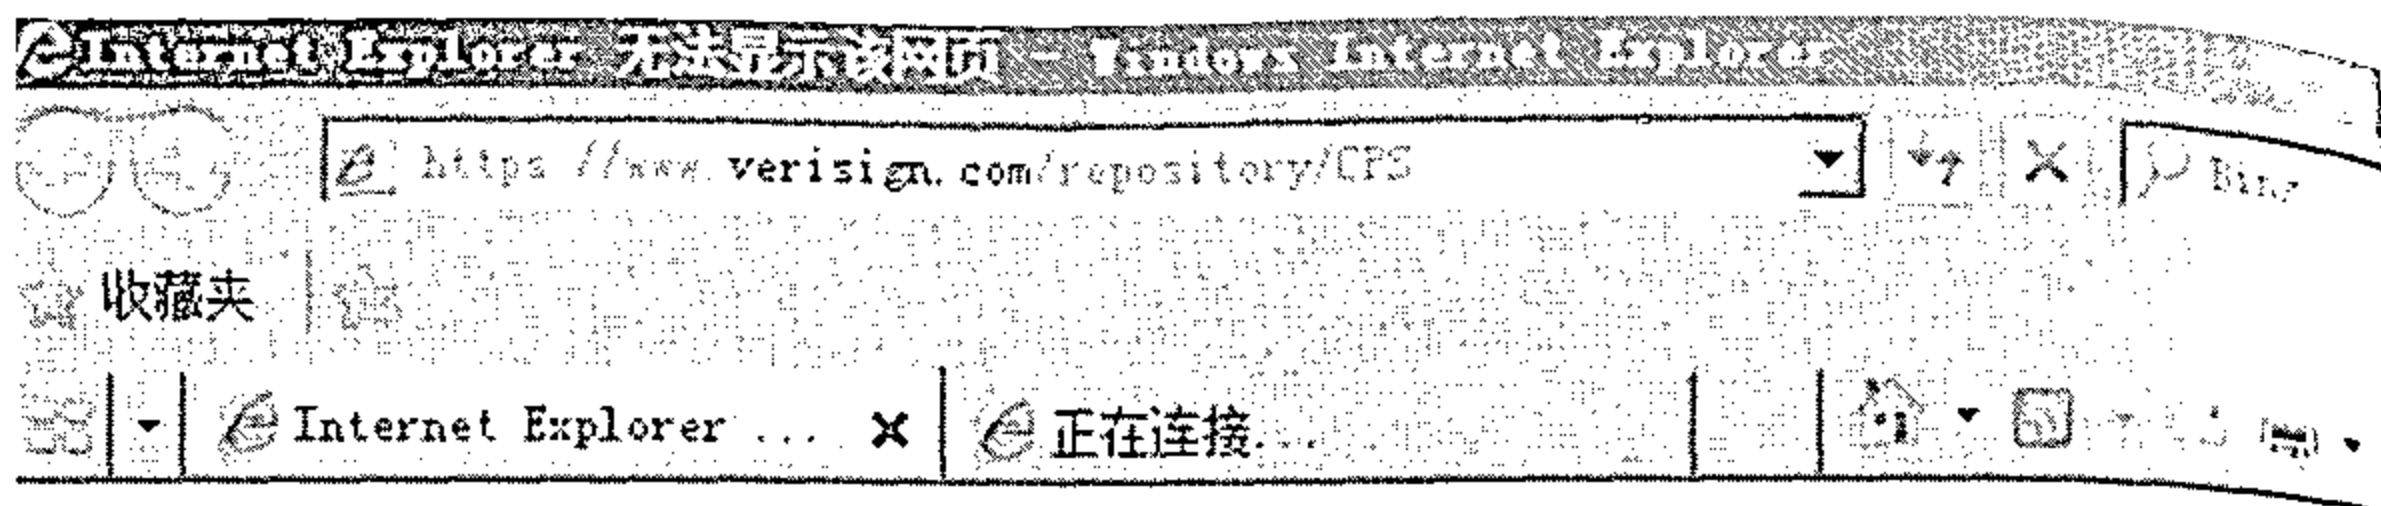 Internet Explorer 无法显示该网页 - Windows Internet Explorer
https://www.verisign.com/repository/CPS
Bing
收藏夹
Internet Explorer ...
正在连接...